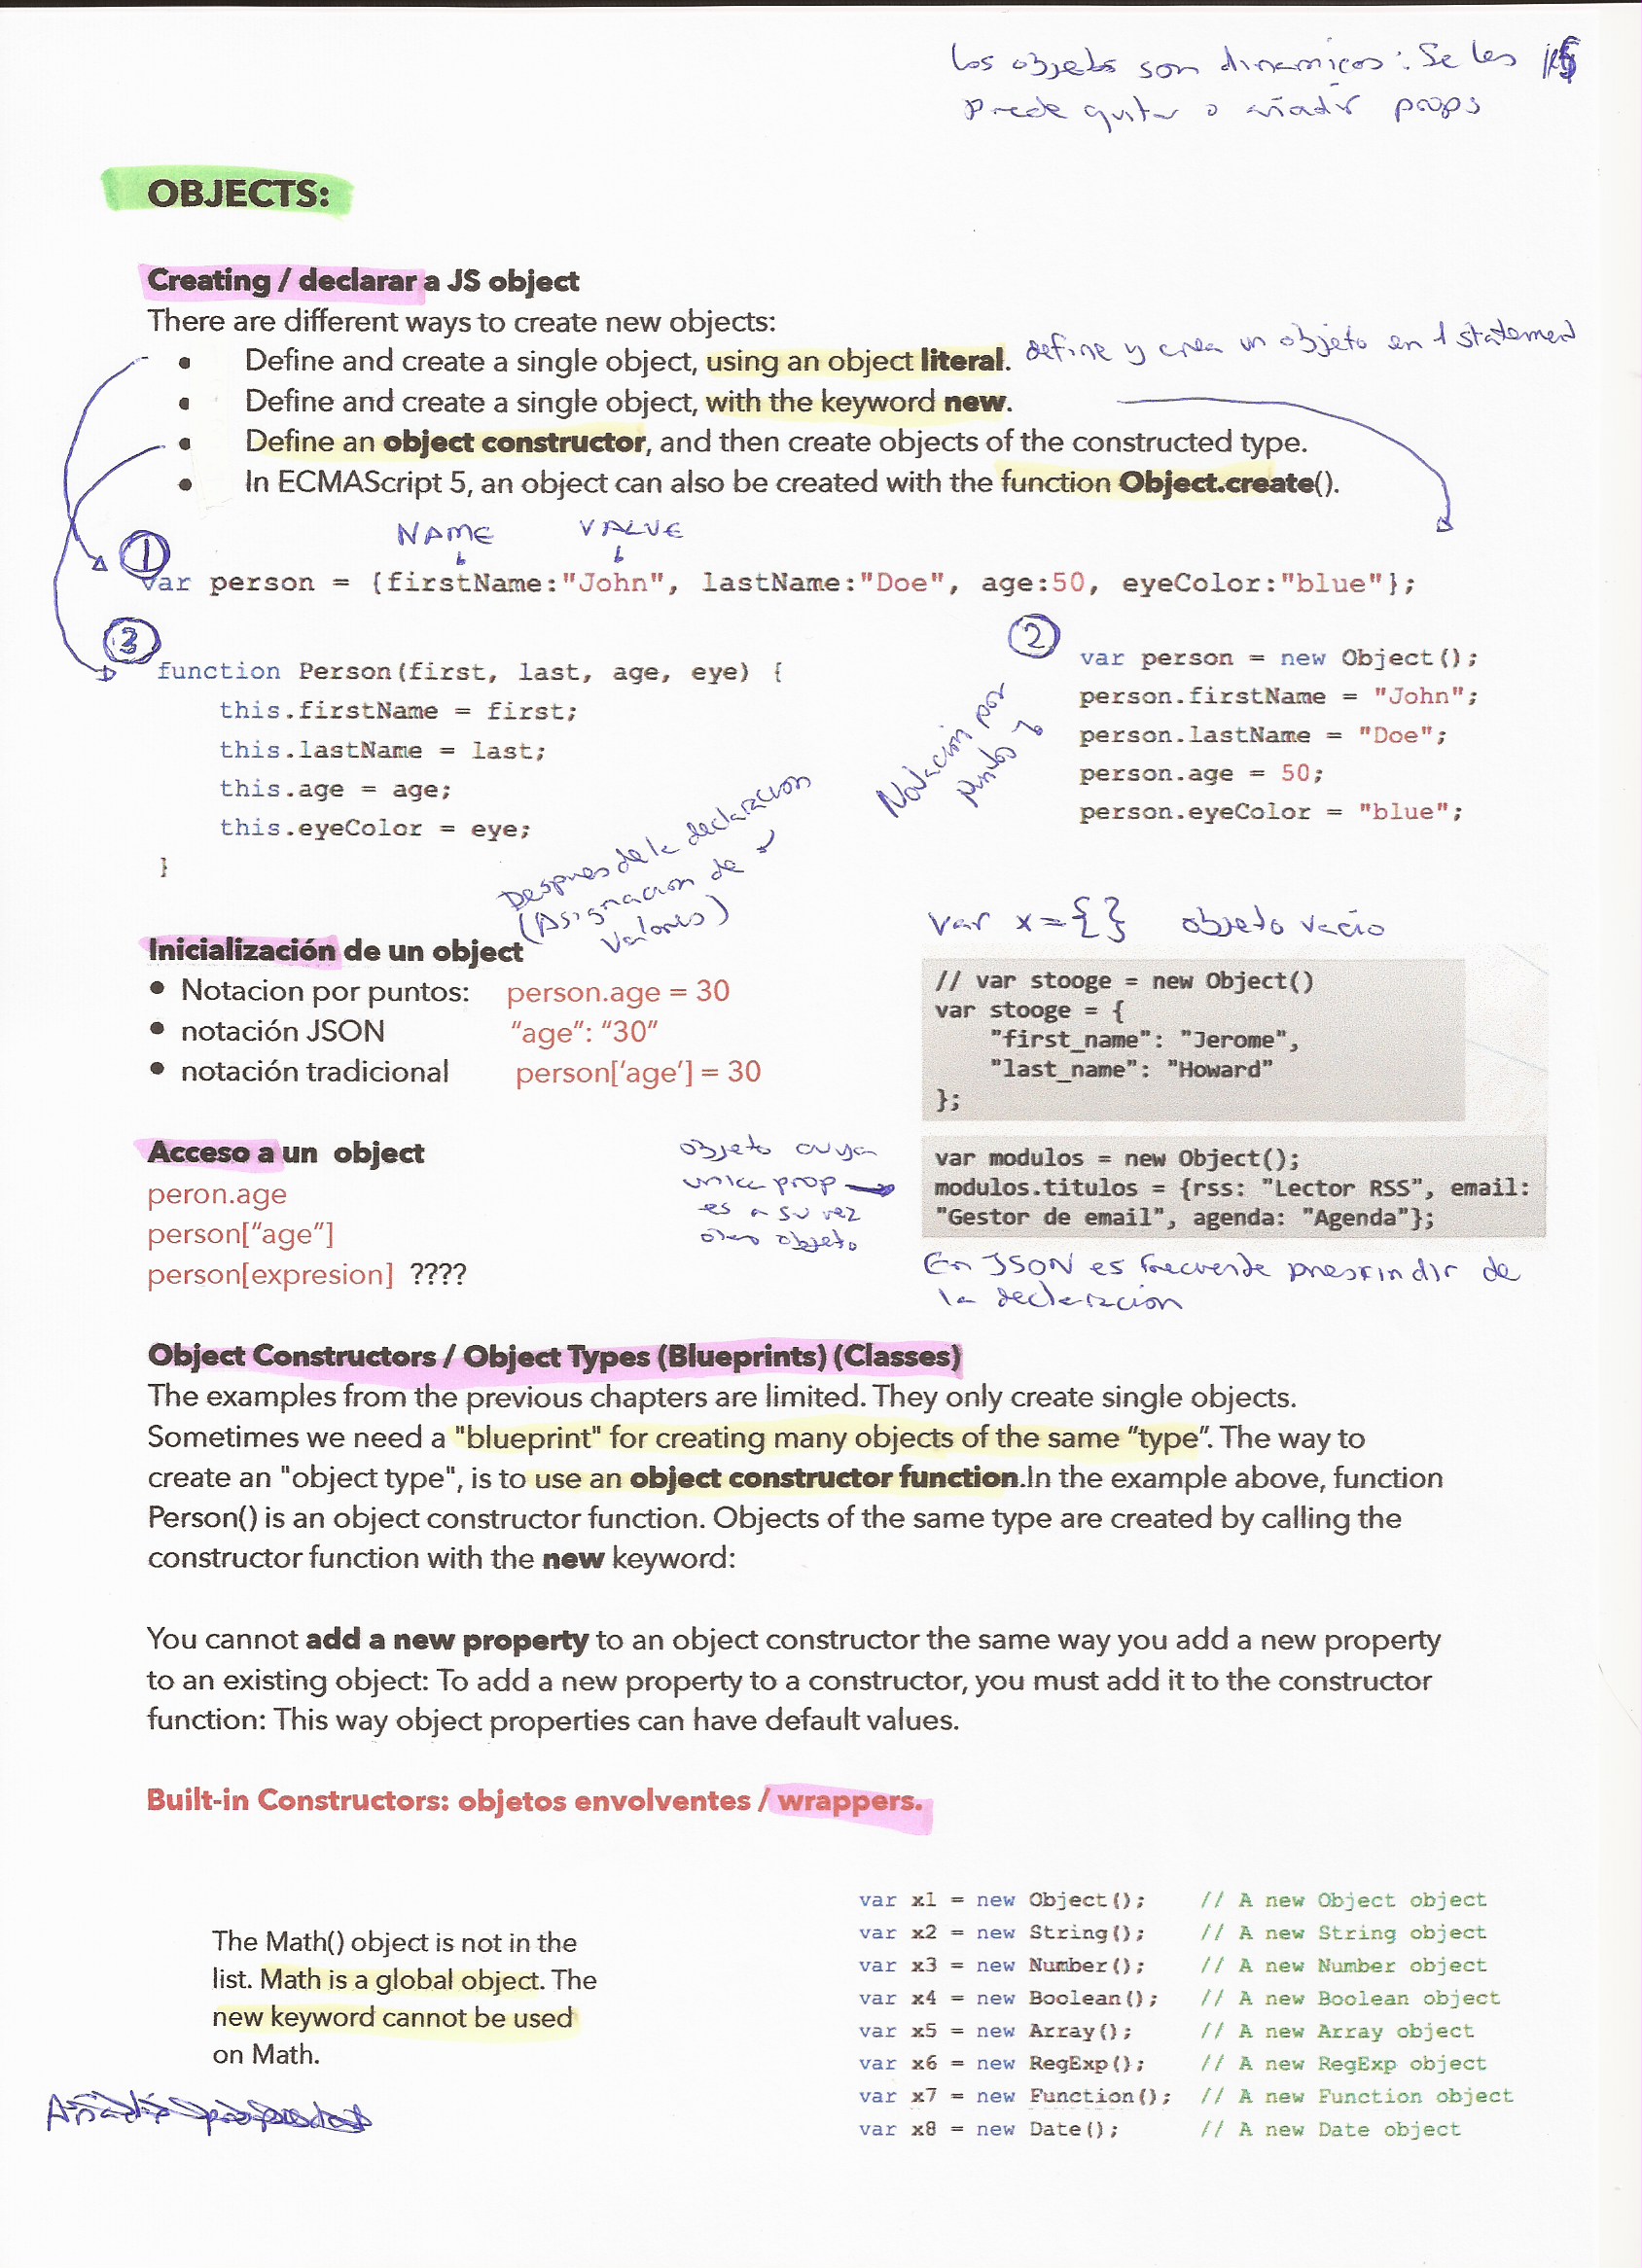 Los objetos son dinamicos: Se les
puede quitar o añadir props
OBJECTS:
Creating / declarar a JS object
There are different ways to create new objects:
• Define and create a single object, using an object literal. define y crea un objeto en 1 statement
• Define and create a single object, with the keyword new.
• Define an object constructor, and then create objects of the constructed type.
• In ECMAScript 5, an object can also be created with the function Object.create().
NAME VALUE
1
var person = {firstName:"John", lastName:"Doe", age:50, eyeColor:"blue"};
3
function Person(first, last, age, eye) {
this.firstName = first;
this.lastName = last;
this.age = age;
this.eyeColor = eye;
}
2
var person = new Object();
person.firstName = "John";
person.lastName = "Doe";
person.age = 50;
person.eyeColor = "blue";
Notacion por
puntos
Despues de la declaracion
(Asignacion de
valores)
Inicialización de un object
• Notacion por puntos: person.age = 30
• notación JSON "age": "30"
• notación tradicional person['age'] = 30
var x={} objeto vacio
// var stooge = new Object()
var stooge = {
"first_name": "Jerome",
"last_name": "Howard"
};
Acceso a un object
peron.age
person["age"]
person[expresion] ????
objeto cuya
unica prop
es a su vez
otro objeto
var modulos = new Object();
modulos.titulos = {rss: "Lector RSS", email:
"Gestor de email", agenda: "Agenda"};
En JSON es frecuente prescindir de
la declaracion
Object Constructors / Object Types (Blueprints) (Classes)
The examples from the previous chapters are limited. They only create single objects.
Sometimes we need a "blueprint" for creating many objects of the same "type". The way to
create an "object type", is to use an object constructor function.In the example above, function
Person() is an object constructor function. Objects of the same type are created by calling the
constructor function with the new keyword:
You cannot add a new property to an object constructor the same way you add a new property
to an existing object: To add a new property to a constructor, you must add it to the constructor
function: This way object properties can have default values.
Built-in Constructors: objetos envolventes / wrappers.
The Math() object is not in the
list. Math is a global object. The
new keyword cannot be used
on Math.
var x1 = new Object(); // A new Object object
var x2 = new String(); // A new String object
var x3 = new Number(); // A new Number object
var x4 = new Boolean(); // A new Boolean object
var x5 = new Array(); // A new Array object
var x6 = new RegExp(); // A new RegExp object
var x7 = new Function(); // A new Function object
var x8 = new Date(); // A new Date object